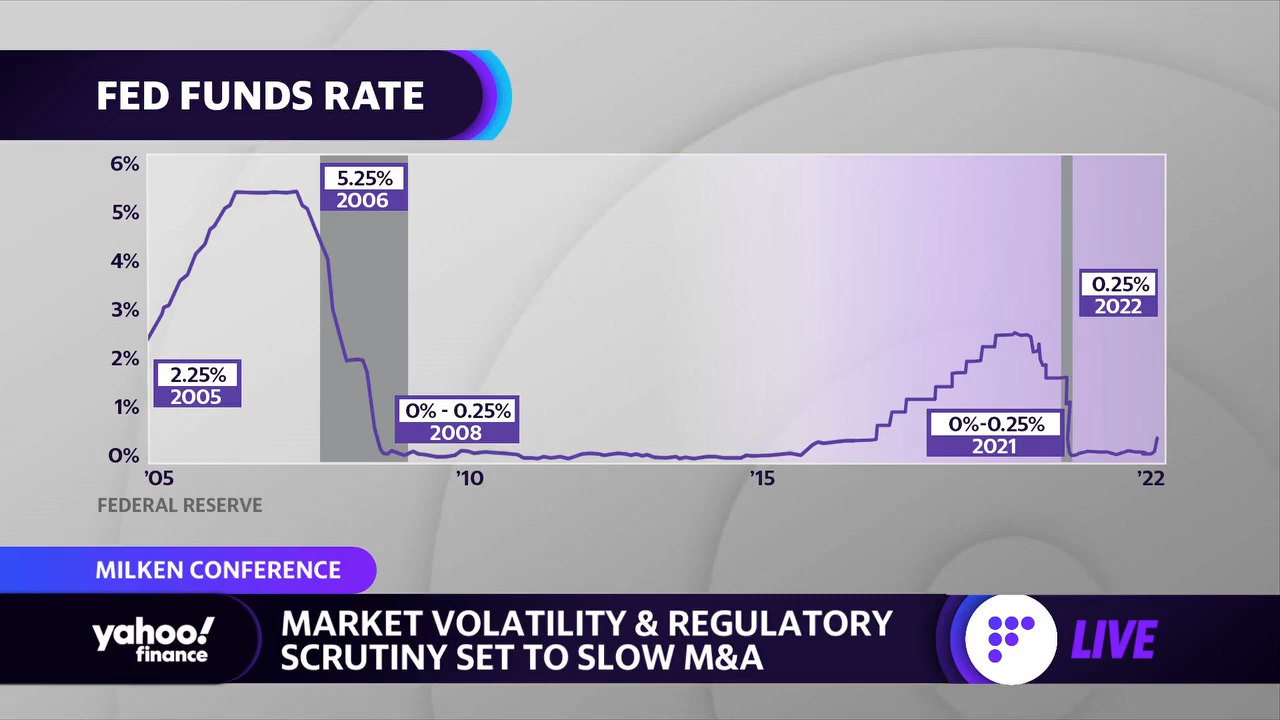 FED FUNDS RATE
6%
5%
4%
3%
2%
1%
0%
5.25%
2006
0.25%
2022
2.25%
2005
0% - 0.25%
2008
0%-0.25%
2021
’05
’10
’15
’22
FEDERAL RESERVE
MILKEN CONFERENCE
yahoo!
finance
MARKET VOLATILITY & REGULATORY
SCRUTINY SET TO SLOW M&A
LIVE